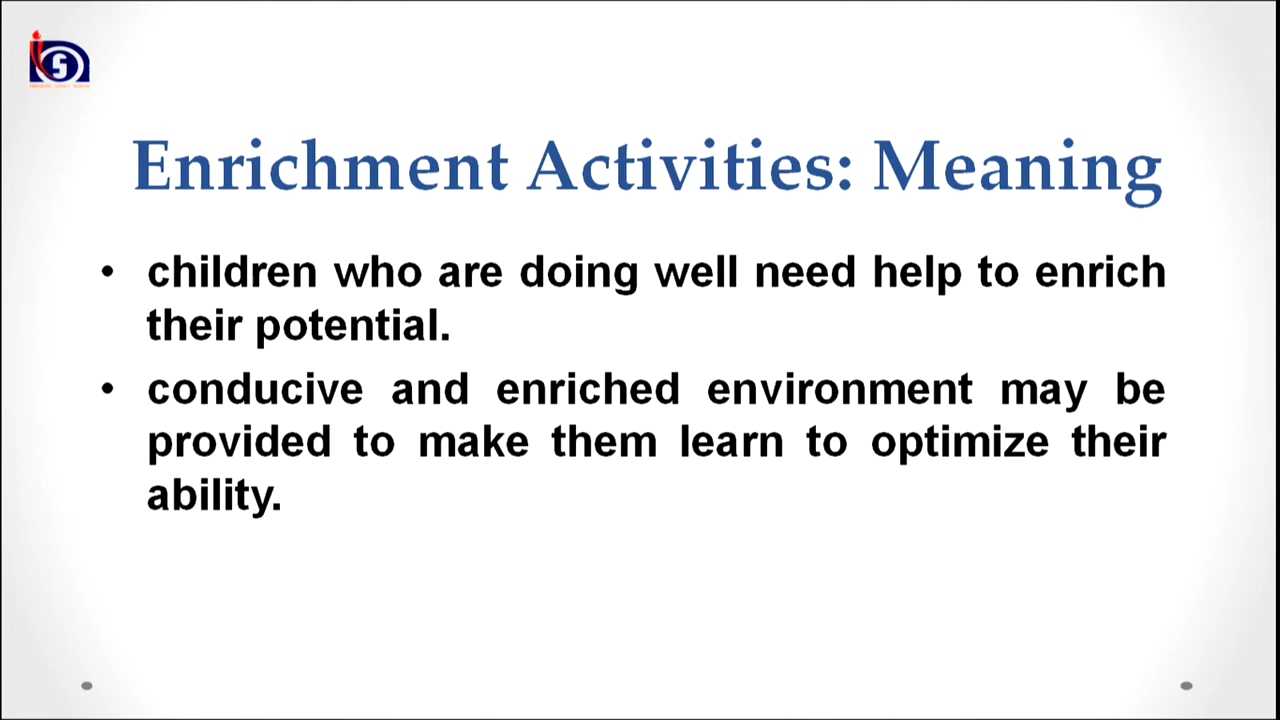 Enrichment Activities: Meaning
• children who are doing well need help to enrich
their potential.
• conducive and enriched environment may be
provided to make them learn to optimize their
ability.